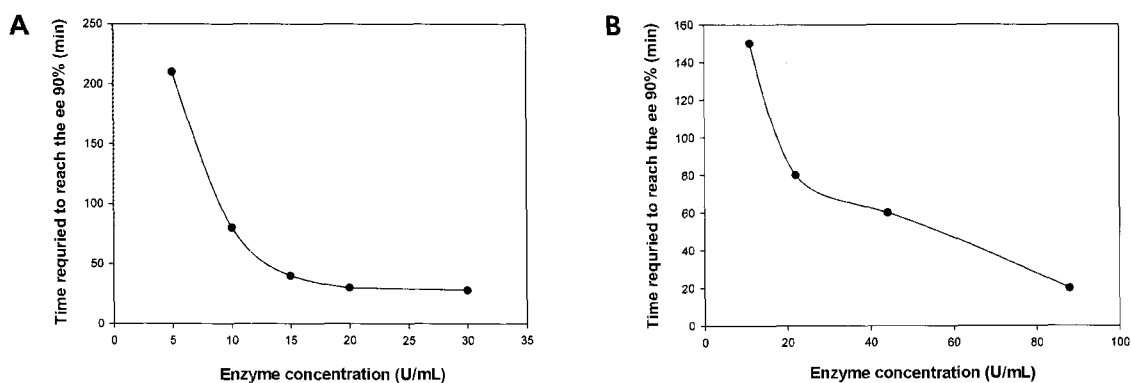 A
Time requried to reach the ee 90% (min)
250
200
150
100
50
0
0 5 10 15 20 25 30 35
Enzyme concentration (U/mL)
B
Time requried to reach the ee 90% (min)
160
140
120
100
80
60
40
20
0
0 20 40 60 80 100
Enzyme concentration (U/mL)